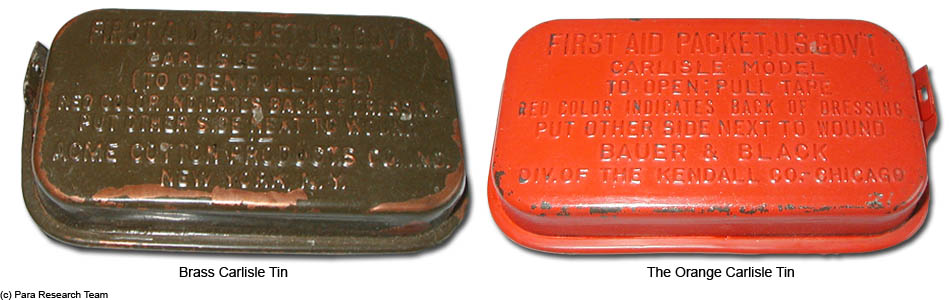 FIRST AID PACKET, U.S. GOV'T
CARLISLE MODEL
(TO OPEN PULL TAPE)
RED COLOR INDICATES BACK OF DRESSING
PUT OTHER SIDE NEXT TO WOUND
ACME COTTON PRODUCTS CO. INC.
NEW YORK, N.Y.
FIRST AID PACKET, U.S. GOV'T
CARLISLE MODEL
TO OPEN: PULL TAPE
RED COLOR INDICATES BACK OF DRESSING
PUT OTHER SIDE NEXT TO WOUND
BAUER & BLACK
DIV. OF THE KENDALL CO.-CHICAGO
Brass Carlisle Tin
The Orange Carlisle Tin
(c) Para Research Team